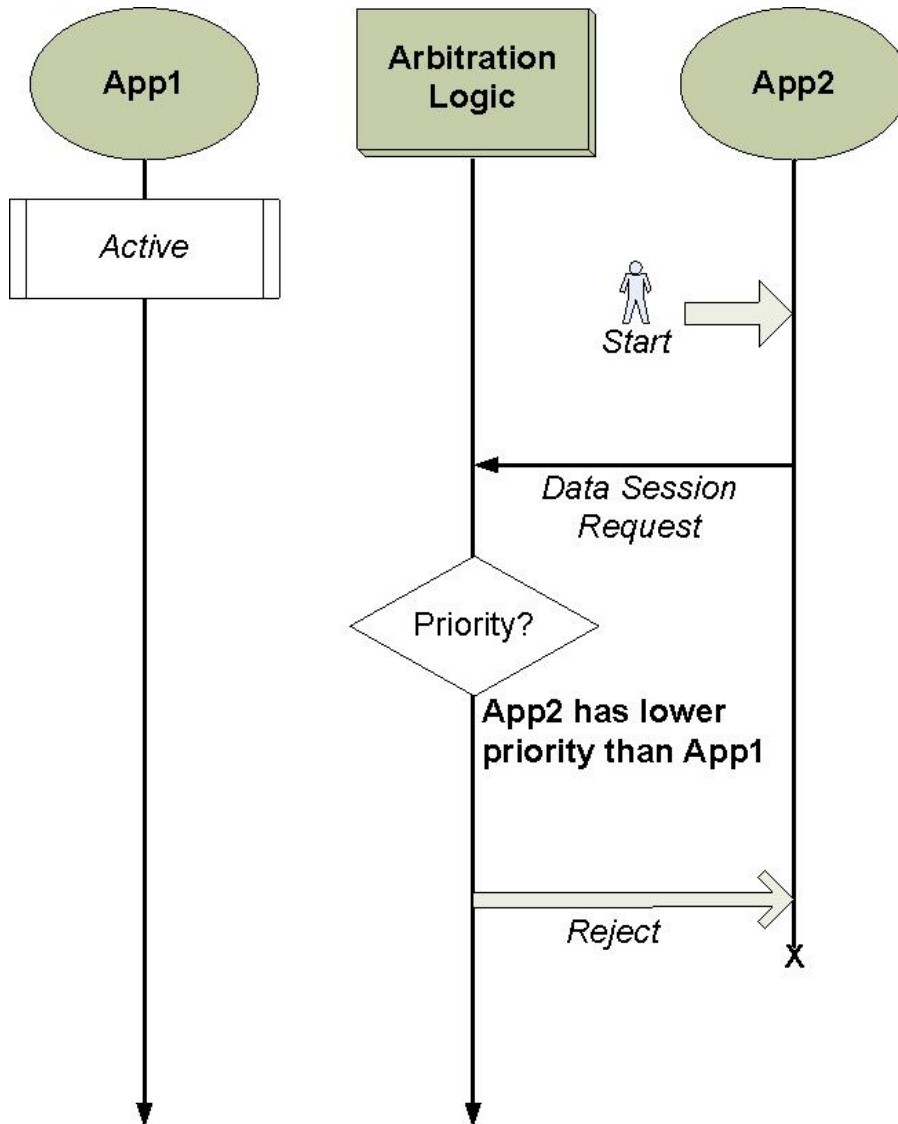 App1
Arbitration
Logic
App2
Active
Start
Data Session
Request
Priority?
App2 has lower
priority than App1
Reject
X